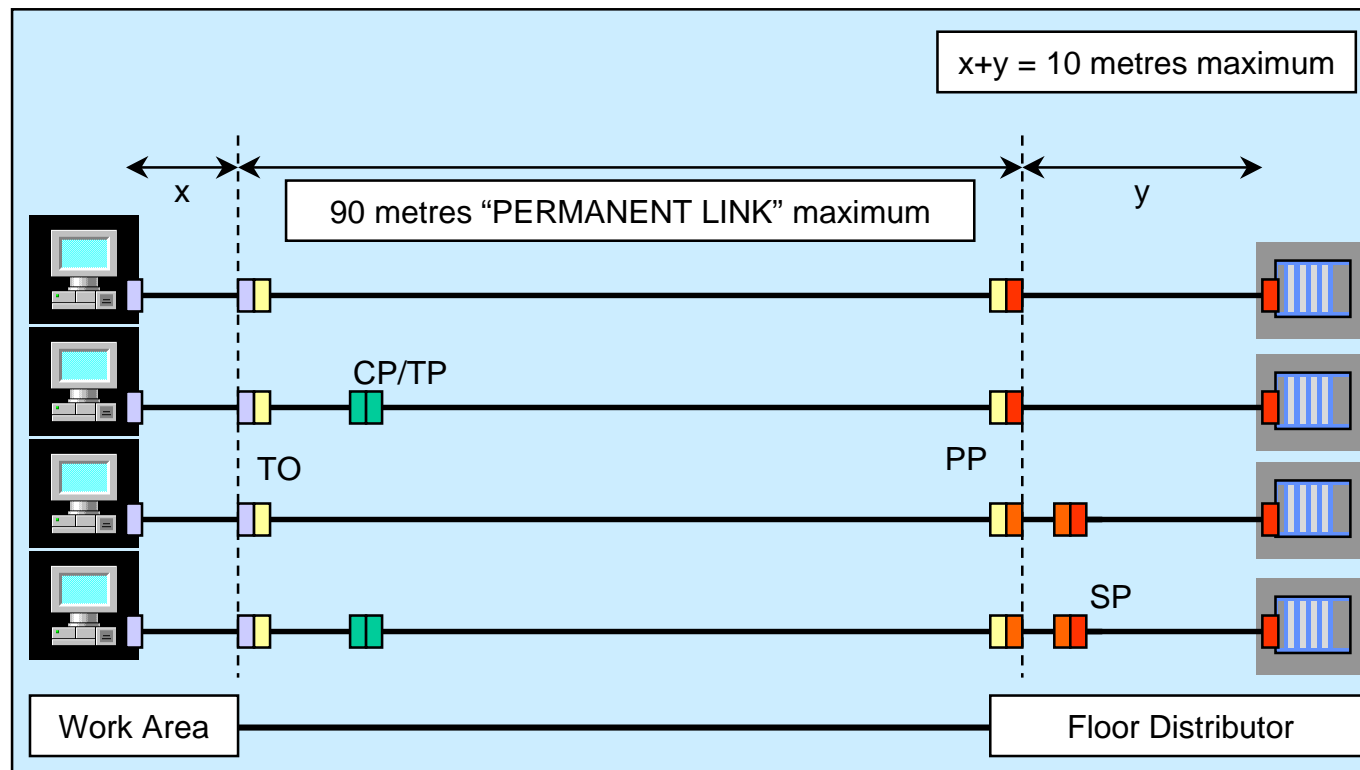 x+y = 10 metres maximum
x
90 metres “PERMANENT LINK” maximum
y
CP/TP
TO
PP
SP
Work Area
Floor Distributor